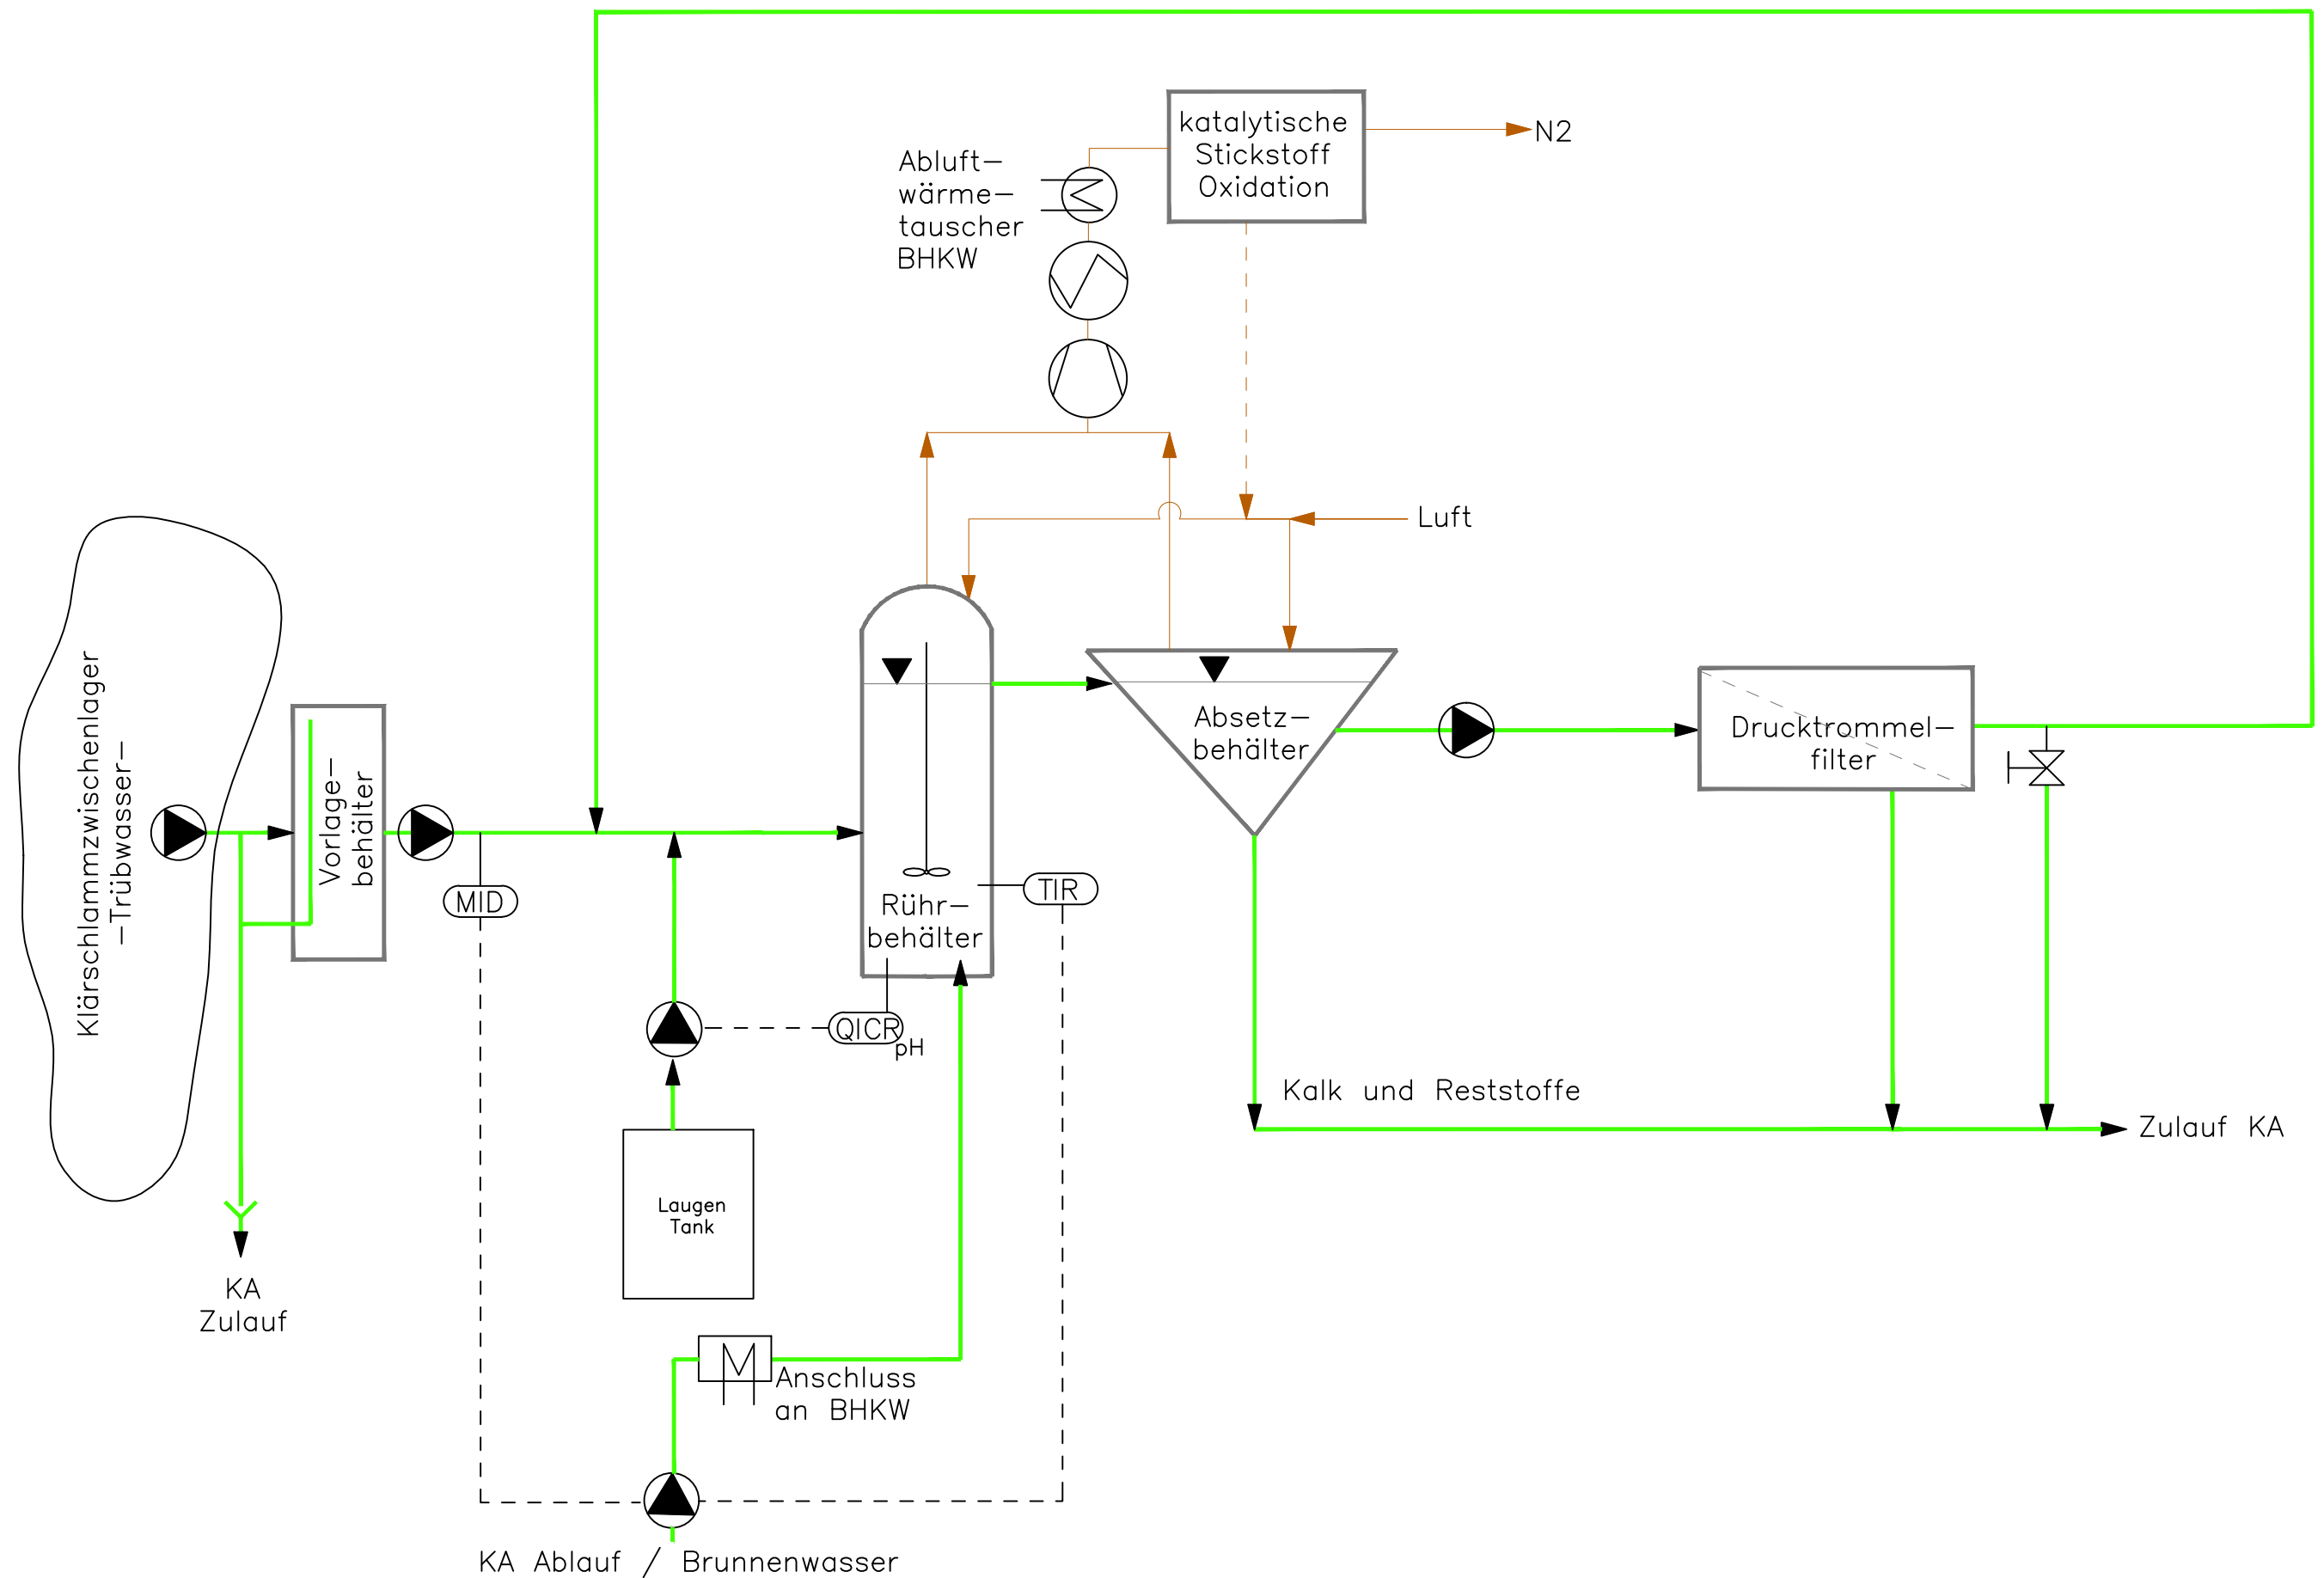 katalytische
Stickstoff
Oxidation
N2
Abluft-
wärme-
tauscher
BHKW
Luft
Klärschlammzwischenlager
-Trübwasser-
Vorlage-
behälter
Absetz-
behälter
Drucktrommel-
filter
MID
TIR
Rühr-
behälter
QICR
pH
Kalk und Reststoffe
Zulauf KA
Laugen
Tank
KA
Zulauf
Anschluss
an BHKW
KA Ablauf / Brunnenwasser